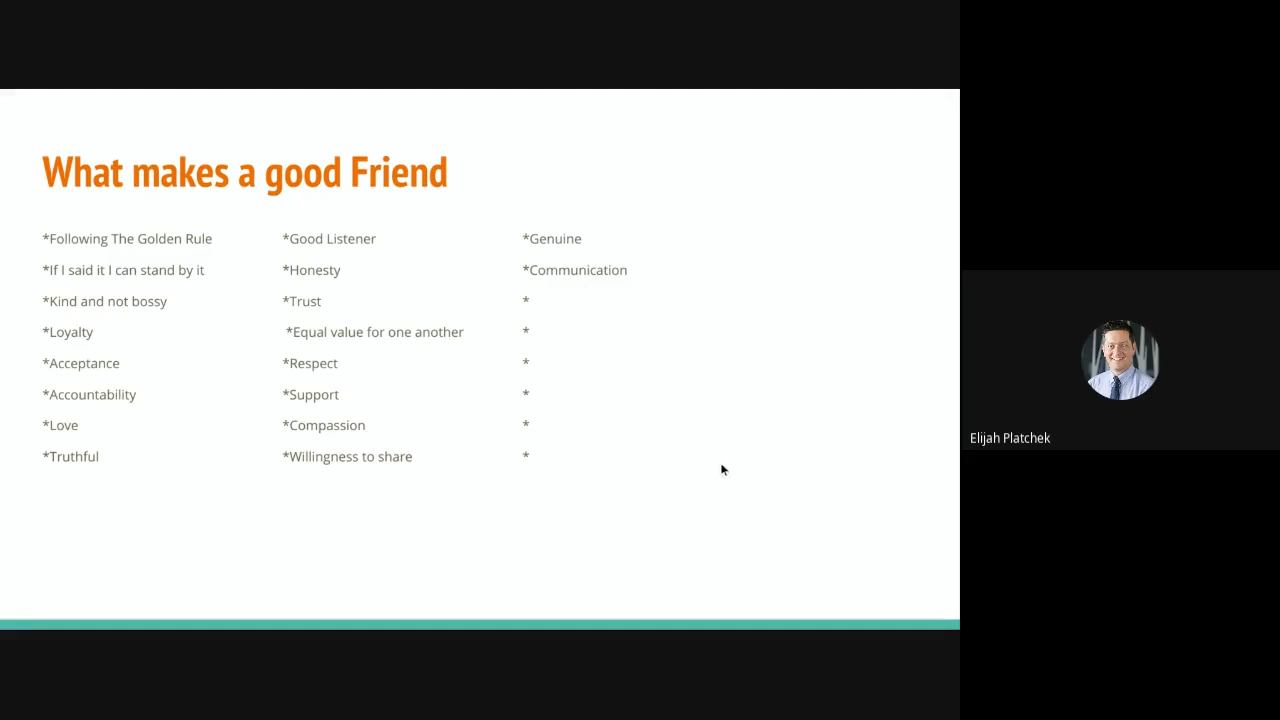 What makes a good Friend
*Following The Golden Rule
*If I said it I can stand by it
*Kind and not bossy
*Loyalty
*Acceptance
*Accountability
*Love
*Truthful
*Good Listener
*Honesty
*Trust
*Equal value for one another
*Respect
*Support
*Compassion
*Willingness to share
*Genuine
*Communication
*
*
*
*
*
*
Elijah Platchek